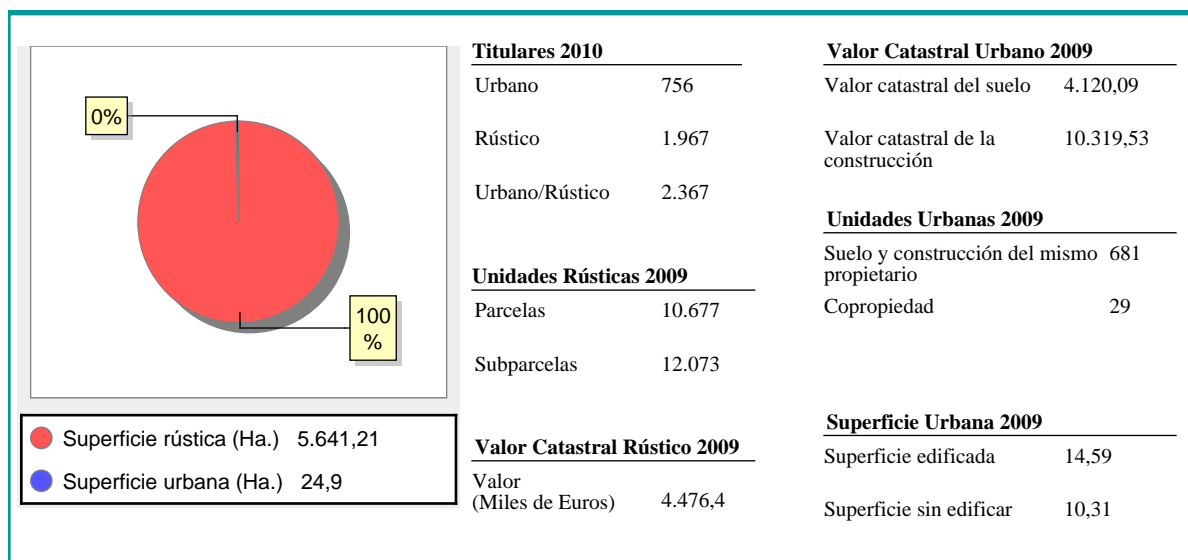 0%
100
%
Superficie rústica (Ha.) 5.641,21
Superficie urbana (Ha.) 24,9
Titulares 2010
Urbano 756
Rústico 1.967
Urbano/Rústico 2.367
Unidades Rústicas 2009
Parcelas 10.677
Subparcelas 12.073
Valor Catastral Rústico 2009
Valor
(Miles de Euros) 4.476,4
Valor Catastral Urbano 2009
Valor catastral del suelo 4.120,09
Valor catastral de la 10.319,53
construcción
Unidades Urbanas 2009
Suelo y construcción del mismo 681
propietario
Copropiedad 29
Superficie Urbana 2009
Superficie edificada 14,59
Superficie sin edificar 10,31